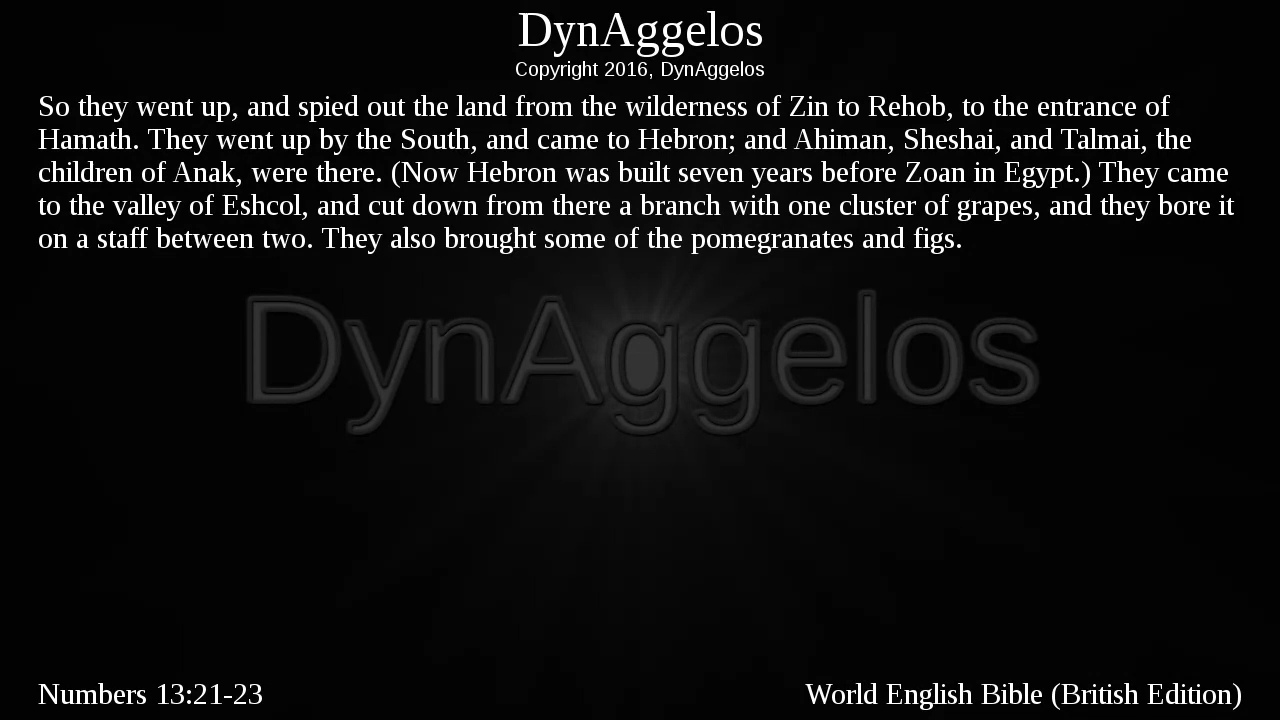 DynAggelos
Copyright 2016, DynAggelos
So they went up, and spied out the land from the wilderness of Zin to Rehob, to the entrance of
Hamath. They went up by the South, and came to Hebron; and Ahiman, Sheshai, and Talmai, the
children of Anak, were there. (Now Hebron was built seven years before Zoan in Egypt.) They came
to the valley of Eshcol, and cut down from there a branch with one cluster of grapes, and they bore it
on a staff between two. They also brought some of the pomegranates and figs.
DynAggelos
Numbers 13:21-23
World English Bible (British Edition)